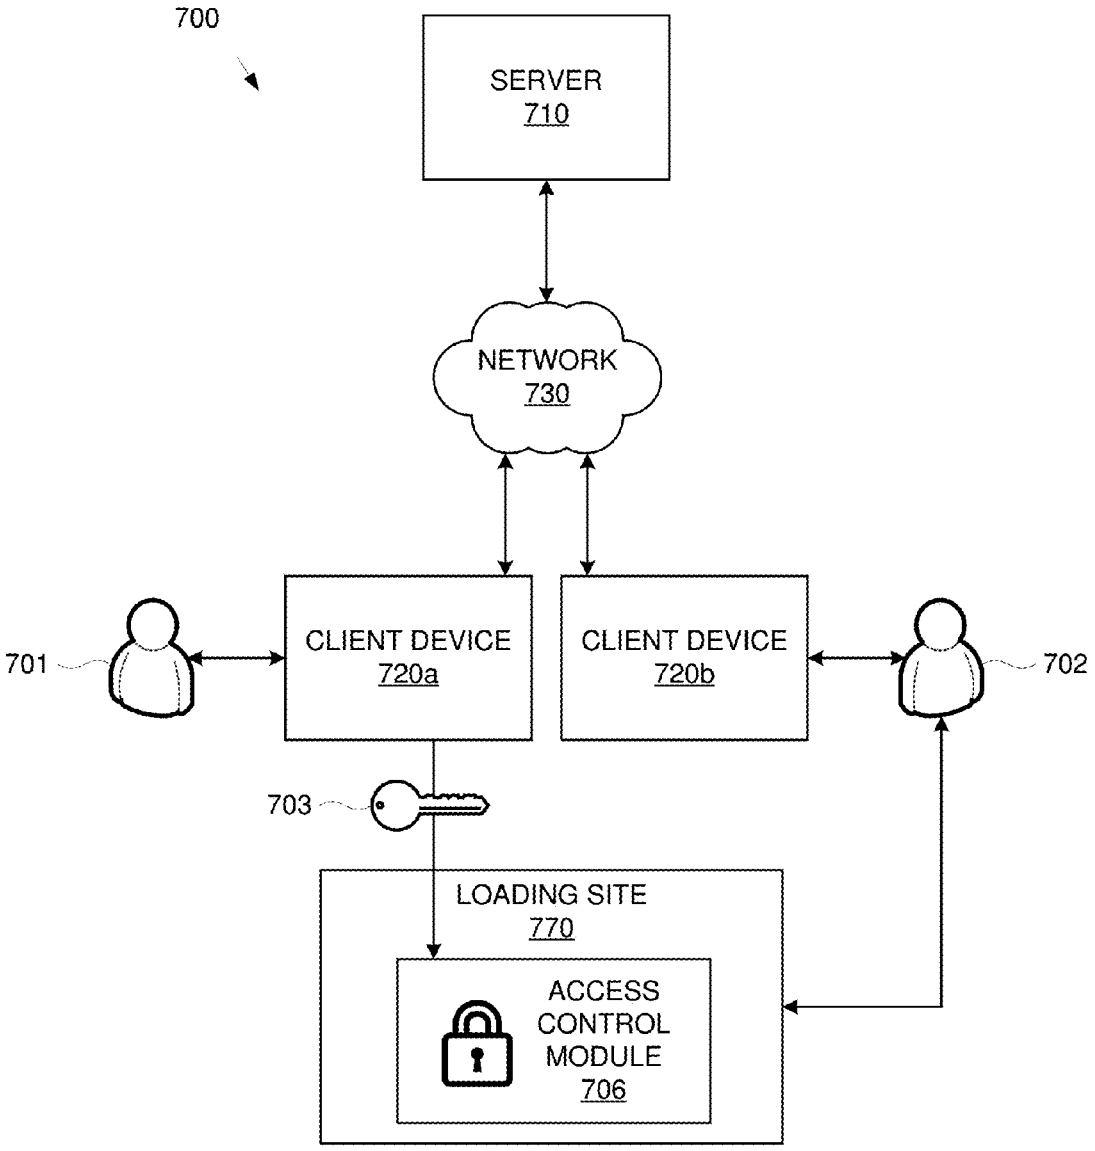 700
SERVER
710
NETWORK
730
CLIENT DEVICE
720a
CLIENT DEVICE
720b
701
702
703
LOADING SITE
770
ACCESS
CONTROL
MODULE
706